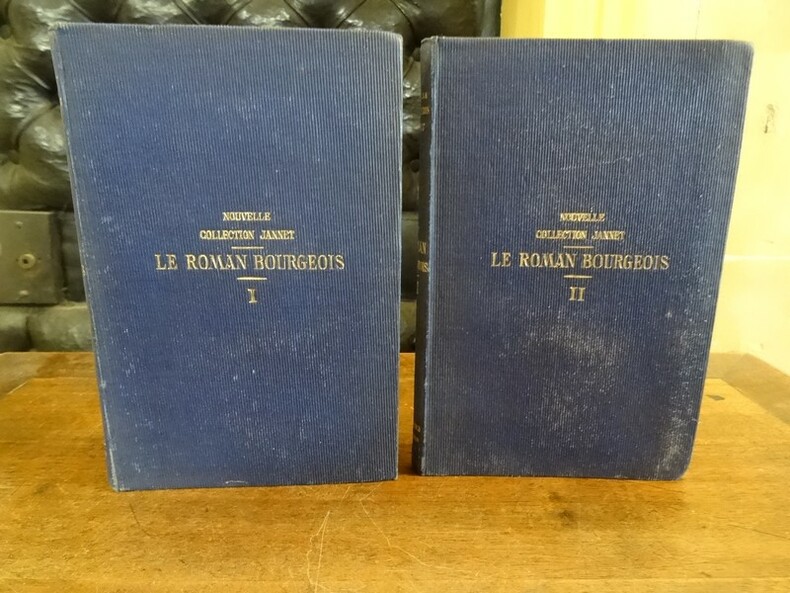 NOUVELLE
COLLECTION JANNET
LE ROMAN BOURGEOIS
I
NOUVELLE
COLLECTION JANNET
LE ROMAN BOURGEOIS
II